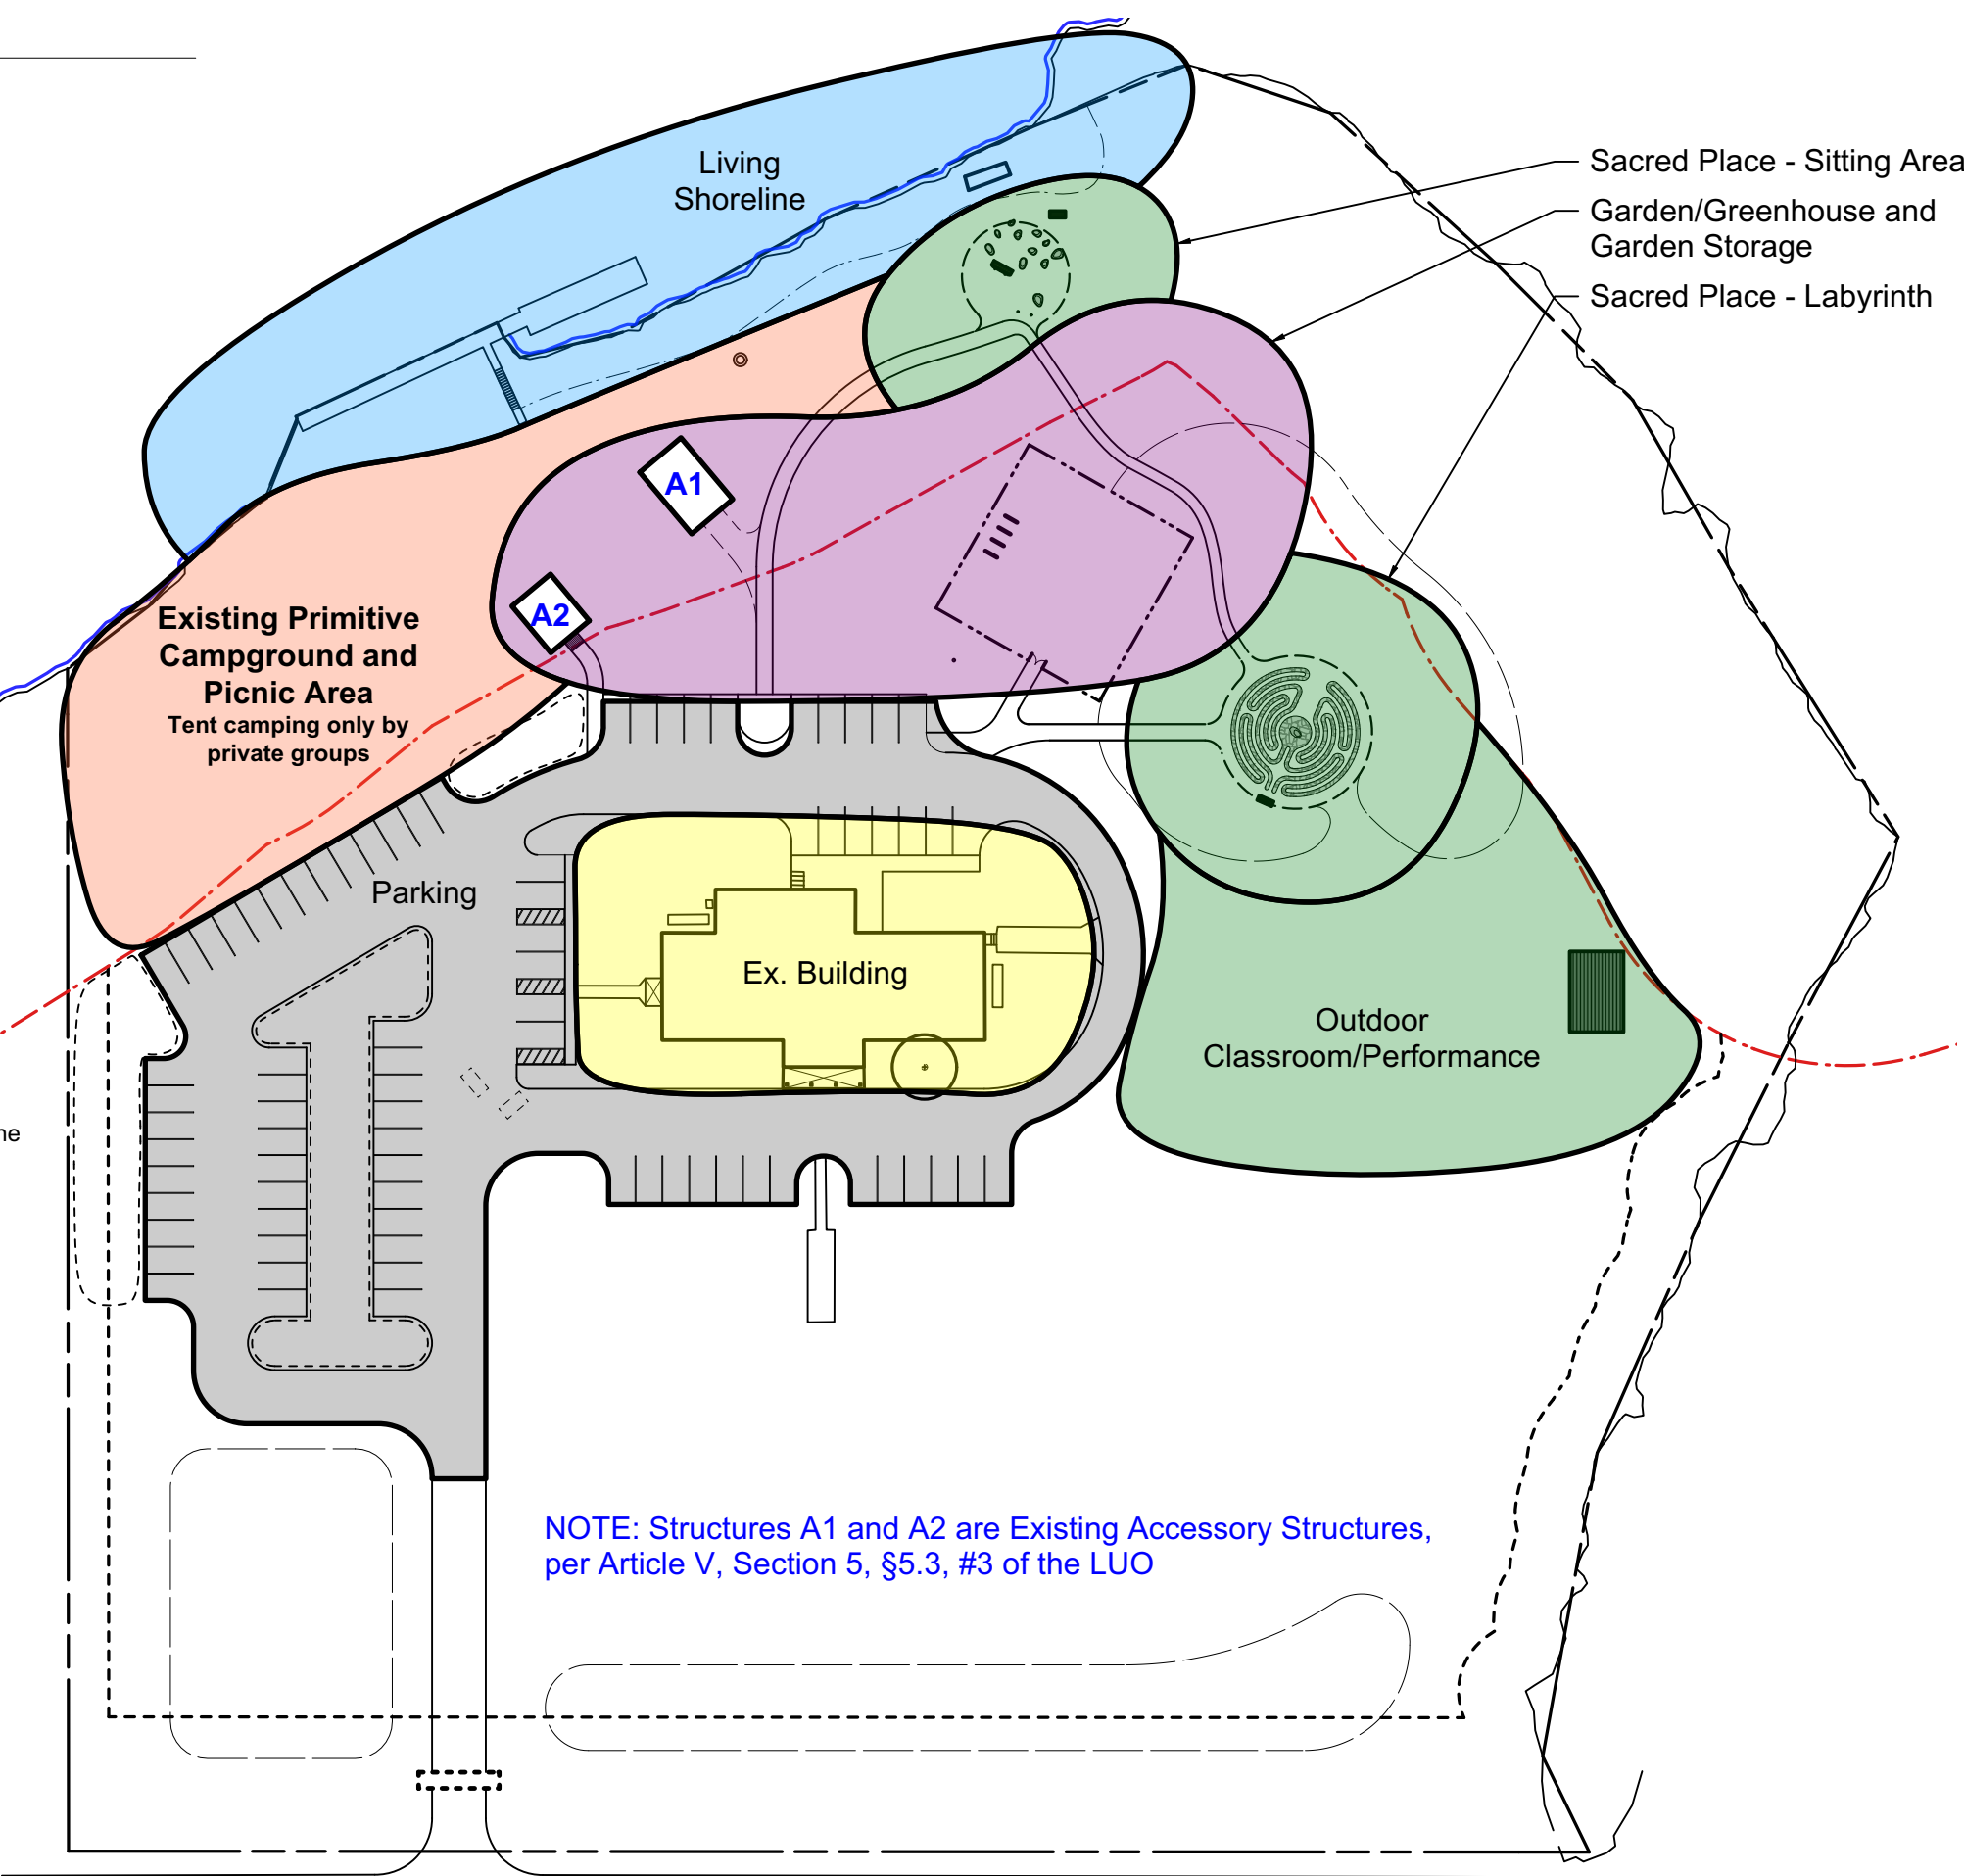 Living
Shoreline
Sacred Place - Sitting Area
Garden/Greenhouse and
Garden Storage
Sacred Place - Labyrinth
A1
A2
Existing Primitive
Campground and
Picnic Area
Tent camping only by
private groups
Parking
Ex. Building
Outdoor
Classroom/Performance
NOTE: Structures A1 and A2 are Existing Accessory Structures,
per Article V, Section 5, §5.3, #3 of the LUO